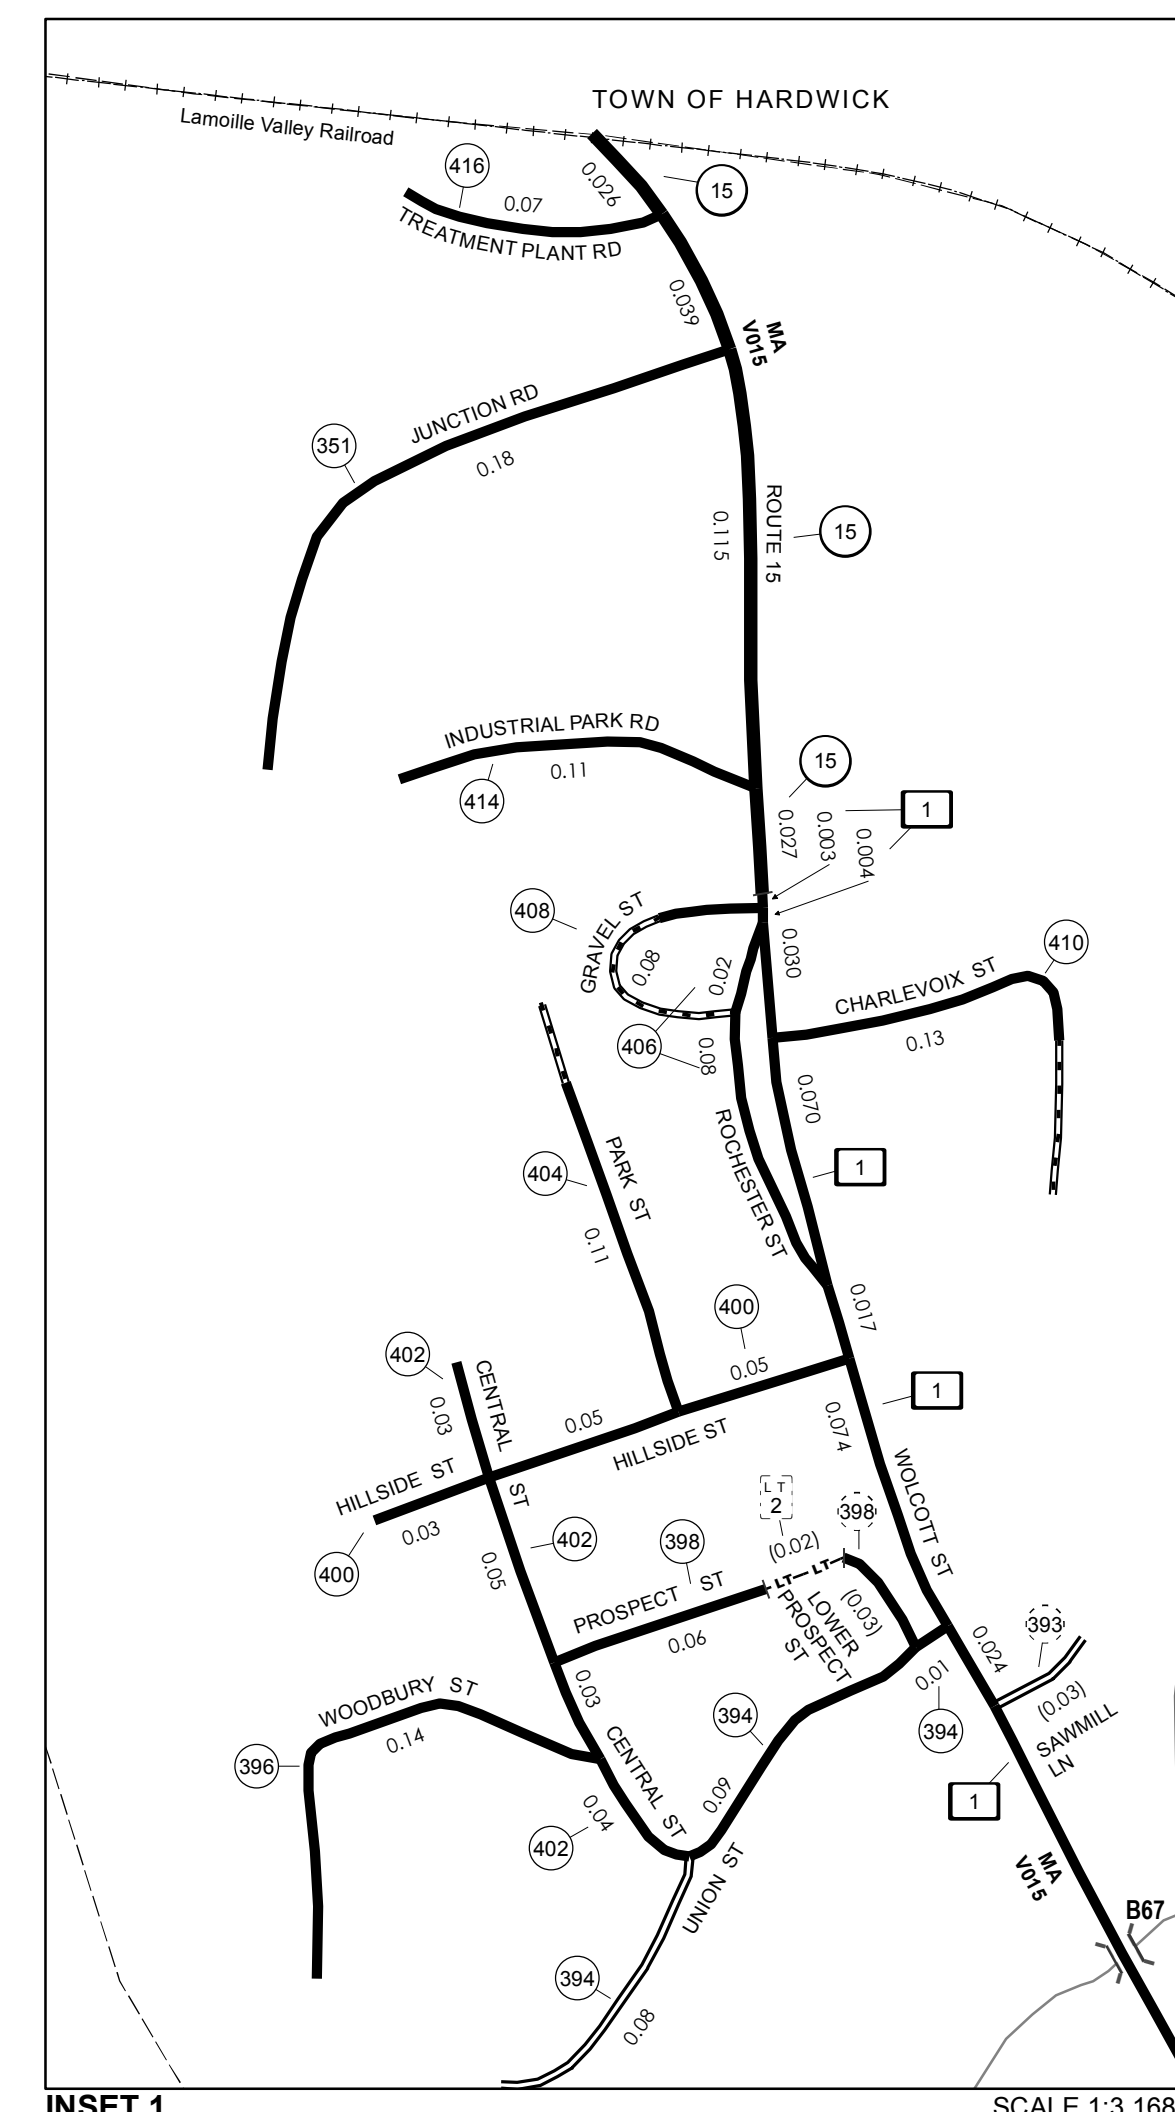 TOWN OF HARDWICK
Lamoille Valley Railroad
416
0.07
0.026
15
TREATMENT PLANT RD
0.039
MA
V015
JUNCTION RD
351
0.18
0.115
ROUTE 15
15
INDUSTRIAL PARK RD
0.11
414
15
1
0.027
0.003
0.004
408
GRAVEL ST
0.08
0.02
0.030
410
CHARLEVOIX ST
0.13
406
0.08
0.070
ROCHESTER ST
1
404
PARK ST
0.11
400
0.05
0.017
402
0.03
CENTRAL
ST
0.05
HILLSIDE ST
1
0.074
HILLSIDE ST
0.03
400
402
0.05
WOLCOTT ST
LT
2
(0.02)
398
398
PROSPECT ST
0.06
LT
LT
LOWER
PROSPECT
ST
(0.03)
0.024
393
(0.03)
SAWMILL
LN
0.01
394
0.03
WOODBURY ST
0.14
396
394
CENTRAL ST
0.09
0.04
402
1
UNION ST
MA
V015
B67
394
0.08
INSET 1
SCALE 1:3,168